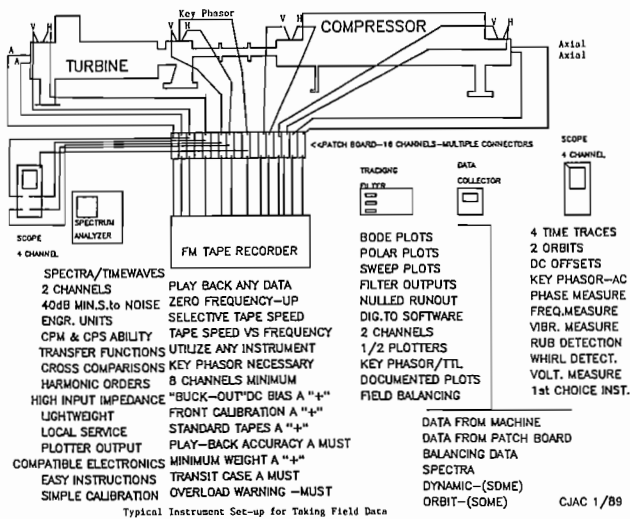 Key Phasor
V H
V H
V H
V H
COMPRESSOR
A
A
TURBINE
Axial
Axial
<<PATCH BOARD-16 CHANNELS-MULTIPLE CONNECTORS
SCOPE
4 CHANNEL
SPECTRUM
ANALYZER
FM TAPE RECORDER
TRACKING
FILTER
DATA
COLLECTOR
SCOPE
4 CHANNEL
SPECTRA/TIMEWAVES
2 CHANNELS
40dB MIN.S.to NOISE
ENGR. UNITS
CPM & CPS ABILITY
TRANSFER FUNCTIONS
CROSS COMPARISONS
HARMONIC ORDERS
HIGH INPUT IMPEDANCE
LIGHTWEIGHT
LOCAL SERVICE
PLOTTER OUTPUT
COMPATIBLE ELECTRONICS
EASY INSTRUCTIONS
SIMPLE CALIBRATION
PLAY BACK ANY DATA
ZERO FREQUENCY-UP
SELECTIVE TAPE SPEED
TAPE SPEED VS FREQUENCY
UTILIZE ANY INSTRUMENT
KEY PHASOR NECESSARY
8 CHANNELS MINIMUM
"BUCK-OUT"DC BIAS A "+"
FRONT CALIBRATION A "+"
STANDARD TAPES A "+"
PLAY-BACK ACCURACY A MUST
MINIMUM WEIGHT A "+"
TRANSIT CASE A MUST
OVERLOAD WARNING -MUST
BODE PLOTS
POLAR PLOTS
SWEEP PLOTS
FILTER OUTPUTS
NULLED RUNOUT
DIG.TO SOFTWARE
2 CHANNELS
1/2 PLOTTERS
KEY PHASOR/TTL
DOCUMENTED PLOTS
FIELD BALANCING
4 TIME TRACES
2 ORBITS
DC OFFSETS
KEY PHASOR-AC
PHASE MEASURE
FREQ.MEASURE
VIBR. MEASURE
RUB DETECTION
WHIRL DETECT.
VOLT. MEASURE
1st CHOICE INST.
DATA FROM MACHINE
DATA FROM PATCH BOARD
BALANCING DATA
SPECTRA
DYNAMIC-(SOME)
ORBIT-(SOME)
CJAC 1/89
Typical Instrument Set-up for Taking Field Data